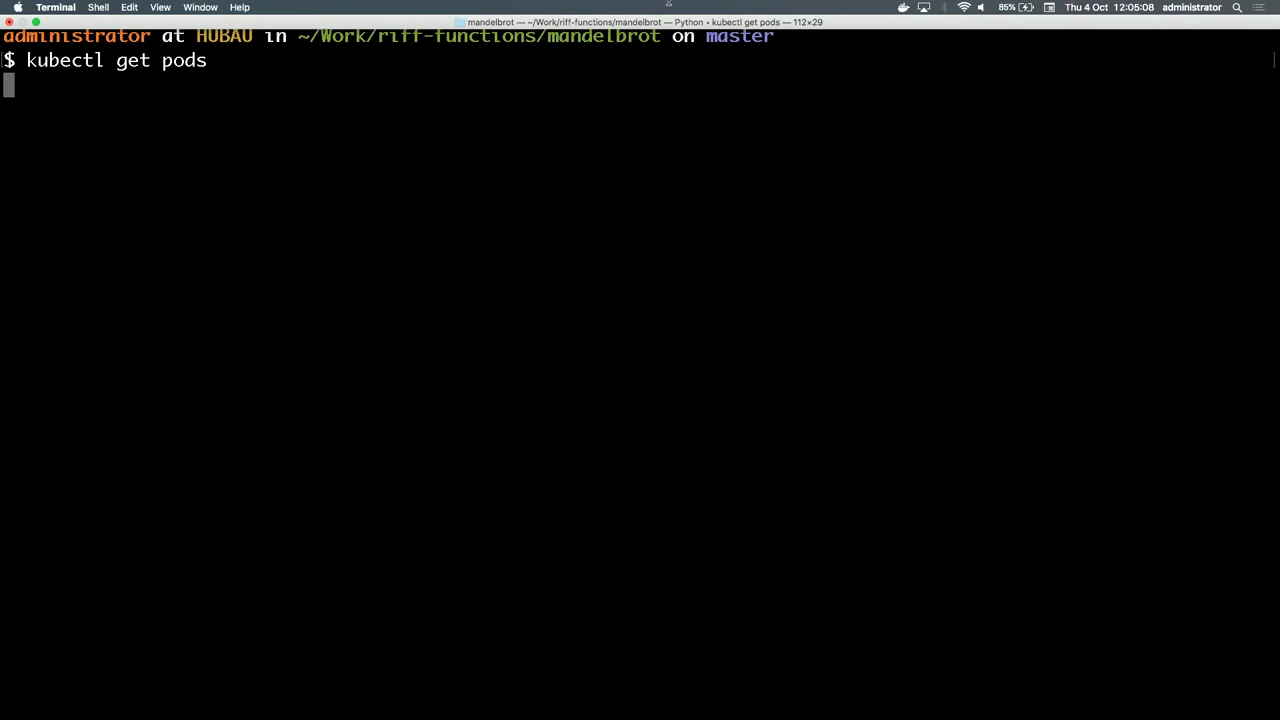 Terminal Shell Edit View Window Help 85% Thu 4 Oct 12:05:08 administrator
mandelbrot — ~/Work/riff-functions/mandelbrot — Python • kubectl get pods — 112×29
administrator at HUBAU in ~/Work/riff-functions/mandelbrot on master
$ kubectl get pods